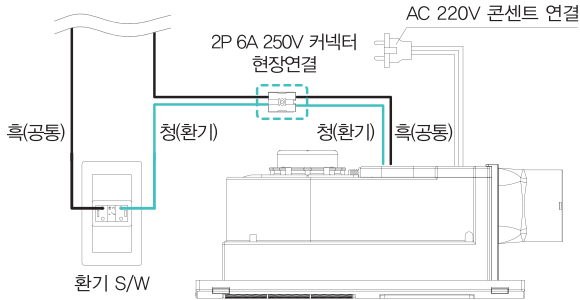 AC 220V 콘센트 연결
2P 6A 250V 커넥터
현장연결
흑(공통)
청(환기)
청(환기)
흑(공통)
환기 S/W